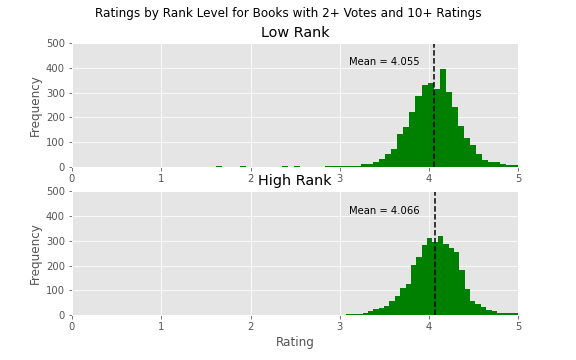 Ratings by Rank Level for Books with 2+ Votes and 10+ Ratings
Low Rank
500
400
300
200
100
0
Frequency
Mean = 4.055
0 1 2 3 4 5
High Rank
500
400
300
200
100
0
Frequency
Mean = 4.066
0 1 2 3 4 5
Rating